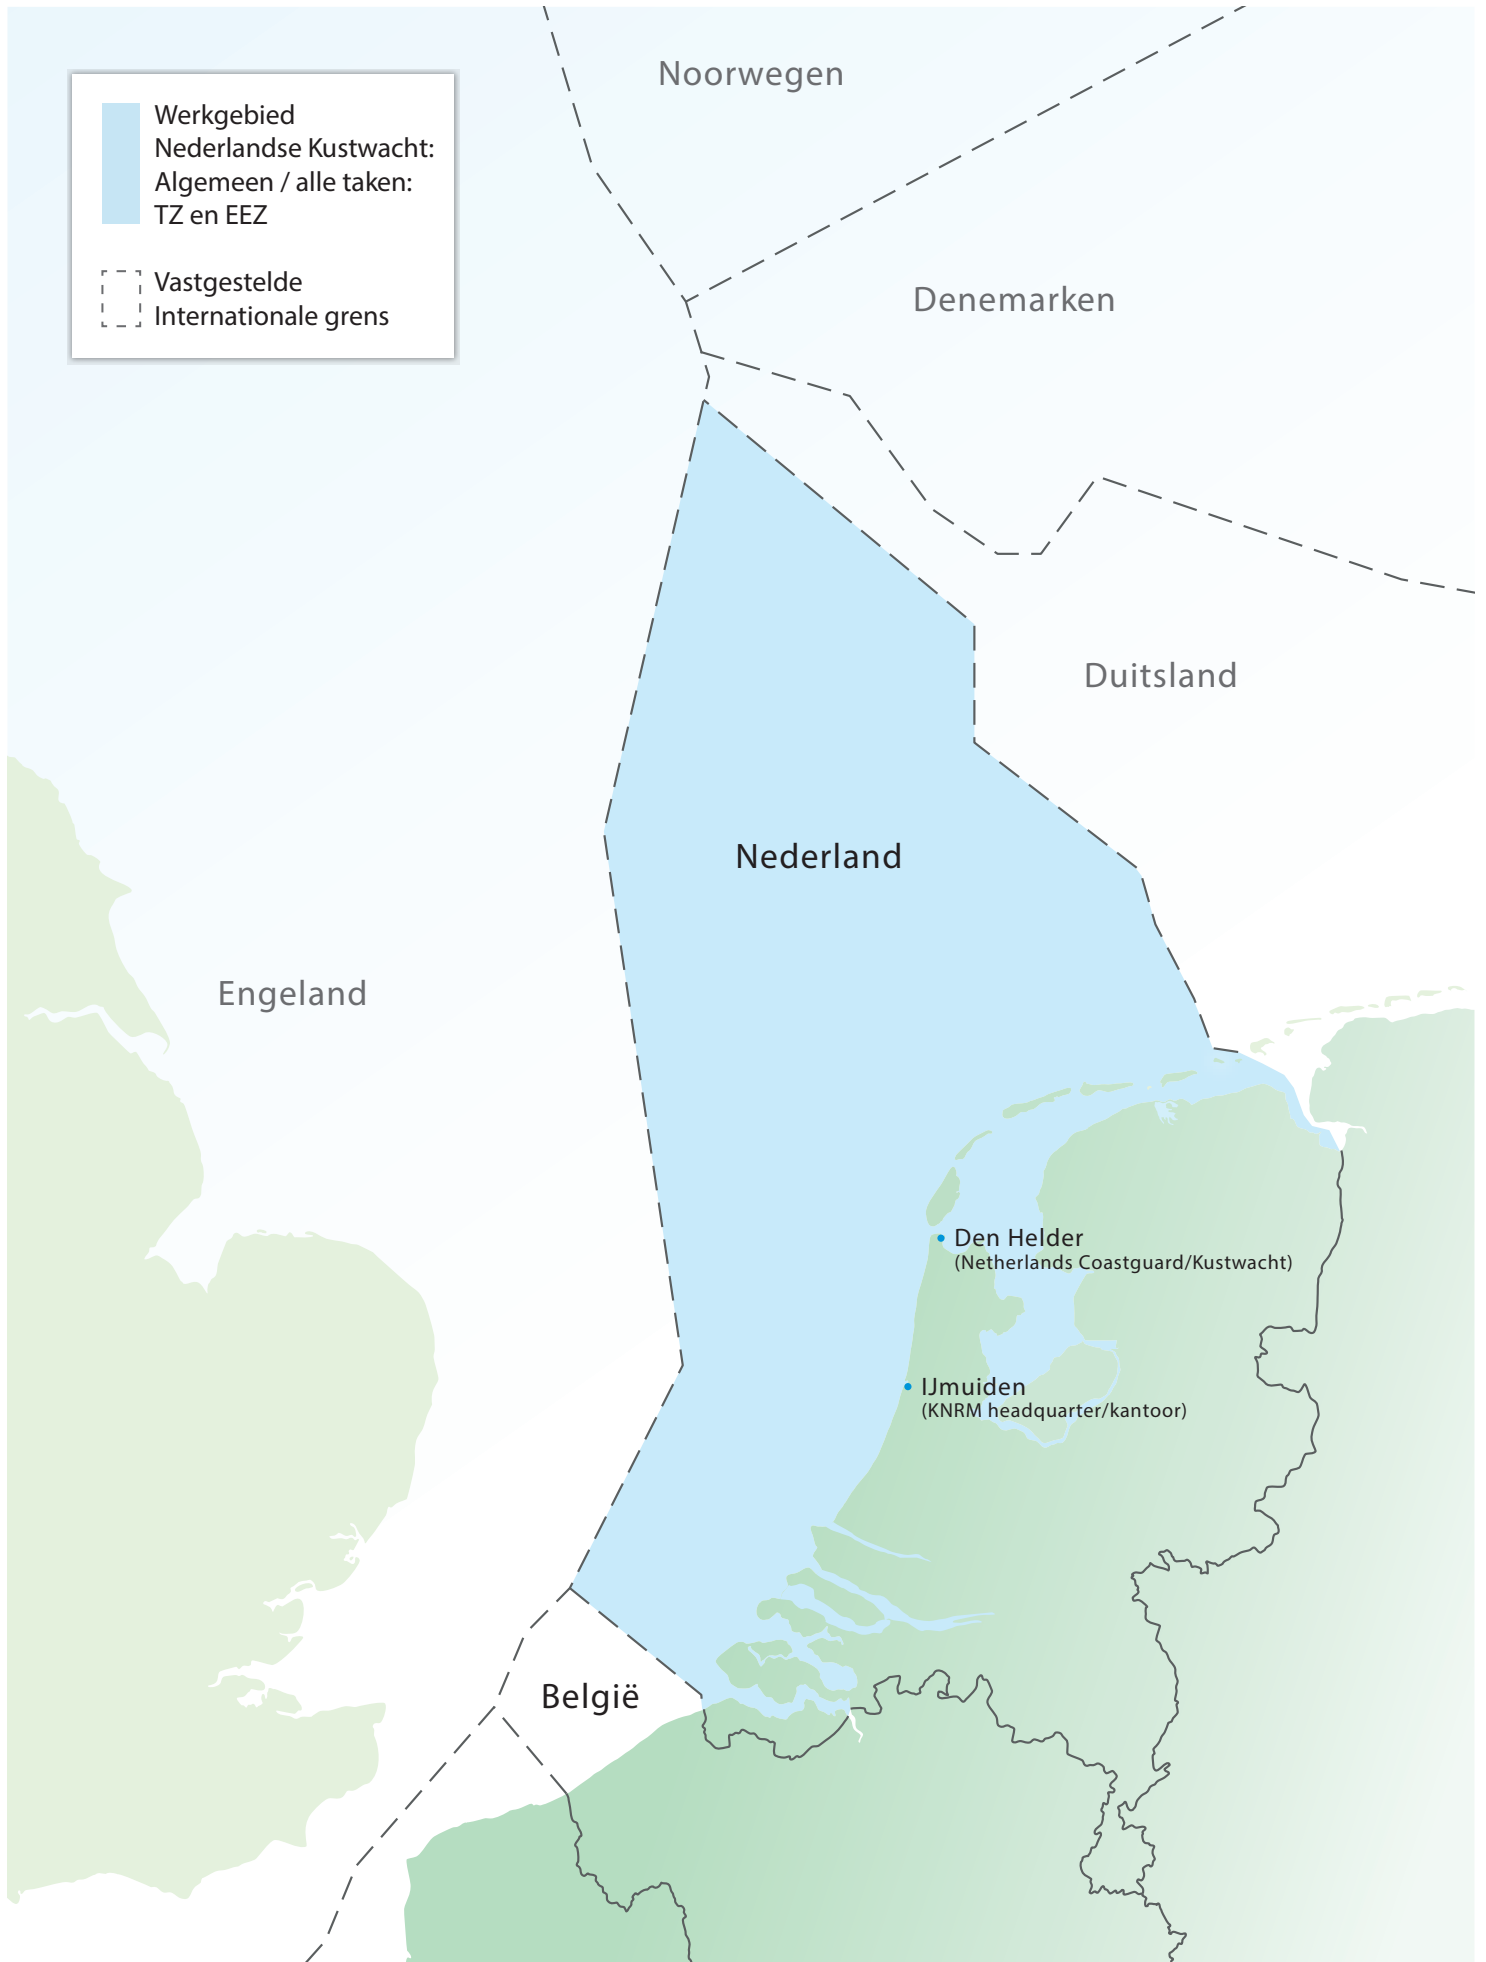 Noorwegen
Werkgebied
Nederlandse Kustwacht:
Algemeen / alle taken:
TZ en EEZ
Vastgestelde
Internationale grens
Denemarken
Duitsland
Nederland
Engeland
Den Helder
(Netherlands Coastguard/Kustwacht)
IJmuiden
(KNRM headquarter/kantoor)
België